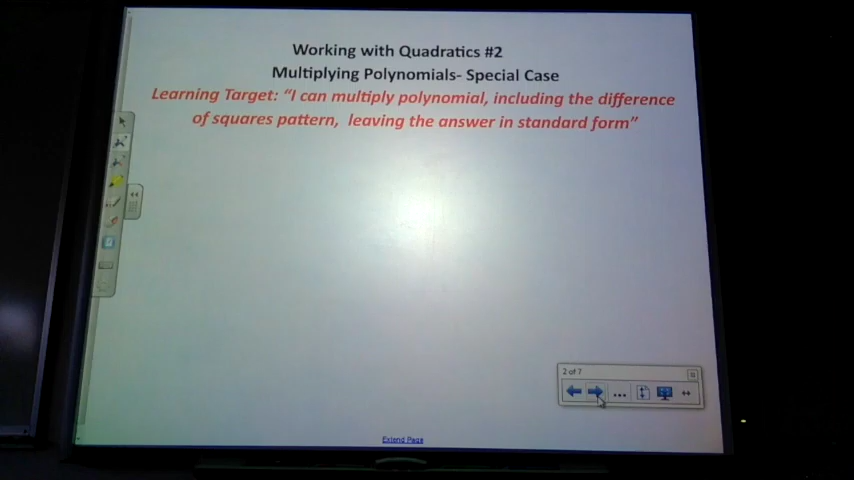 Working with Quadratics #2
Multiplying Polynomials- Special Case
Learning Target: "I can multiply polynomial, including the difference
of squares pattern, leaving the answer in standard form"
2 of 7
Extend Page